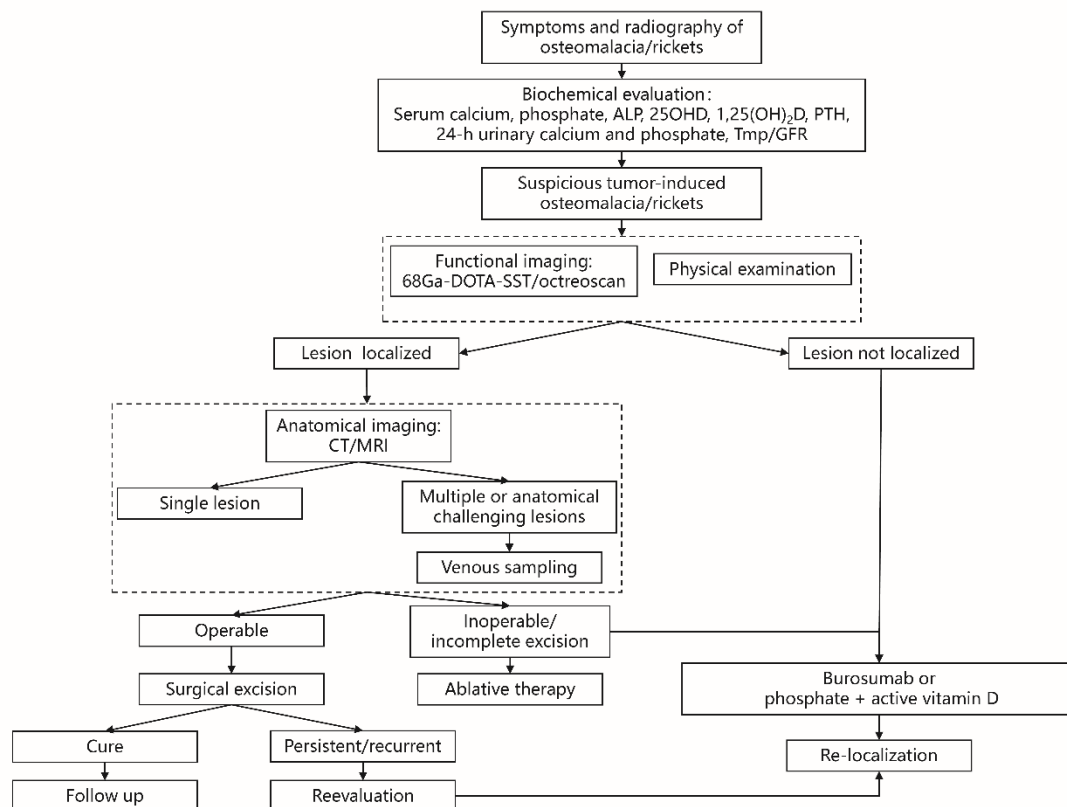 Symptoms and radiography of
osteomalacia/rickets
Biochemical evaluation:
Serum calcium, phosphate, ALP, 25OHD, 1,25(OH)₂D, PTH,
24-h urinary calcium and phosphate, Tmp/GFR
Suspicious tumor-induced
osteomalacia/rickets
Functional imaging:
68Ga-DOTA-SST/octreoscan
Physical examination
Lesion localized
Lesion not localized
Anatomical imaging:
CT/MRI
Single lesion
Multiple or anatomical
challenging lesions
Venous sampling
Operable
Inoperable/
incomplete excision
Surgical excision
Ablative therapy
Burosumab or
phosphate + active vitamin D
Cure
Persistent/recurrent
Re-localization
Follow up
Reevaluation